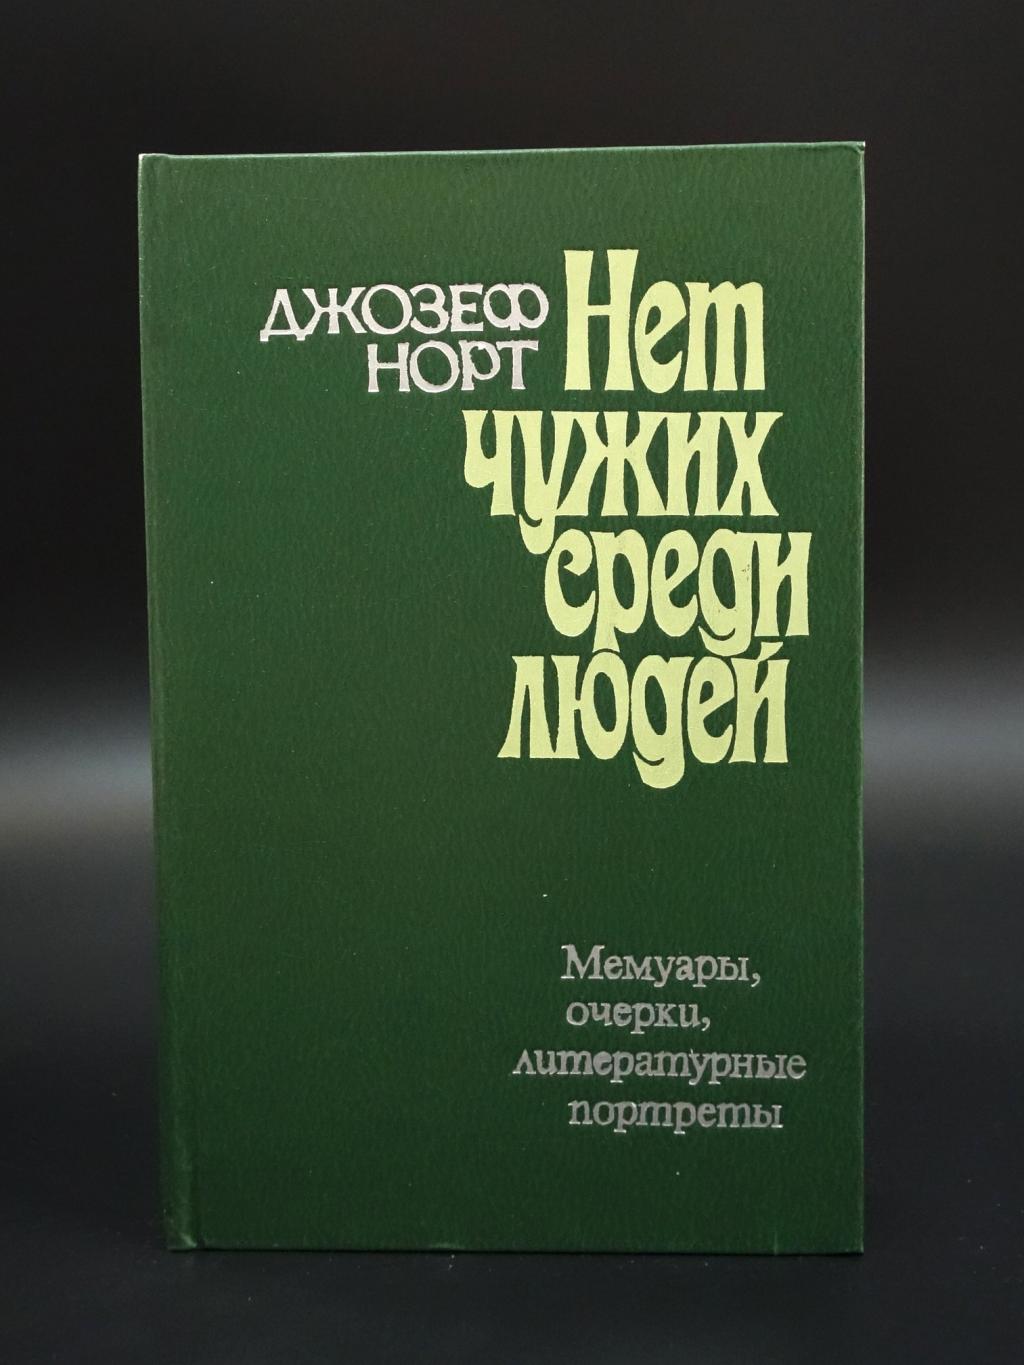 ДЖОЗЕФ
НОРТ
Нет
чужих
среди
людей
Мемуары,
очерки,
литературные
портреты